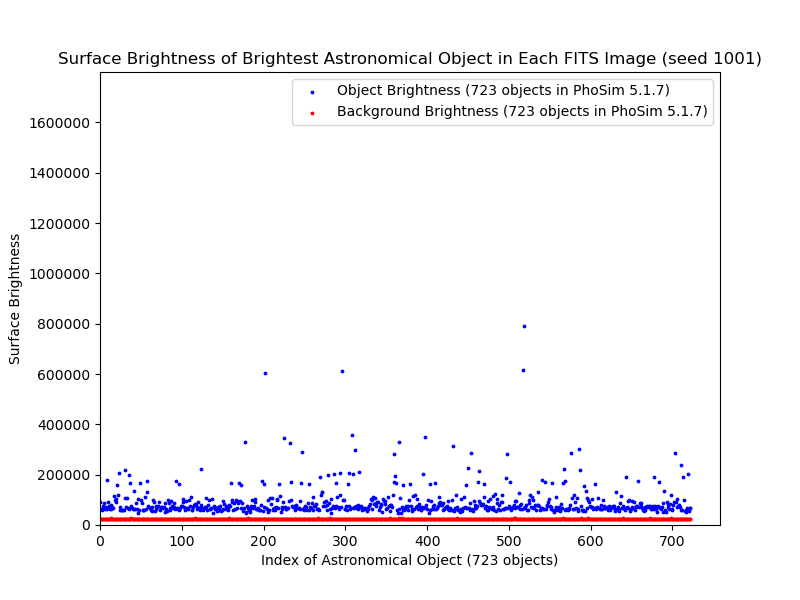 Surface Brightness of Brightest Astronomical Object in Each FITS Image (seed 1001)
Object Brightness (723 objects in PhoSim 5.1.7)
Background Brightness (723 objects in PhoSim 5.1.7)
Surface Brightness
1600000
1400000
1200000
1000000
800000
600000
400000
200000
0
0 100 200 300 400 500 600 700
Index of Astronomical Object (723 objects)